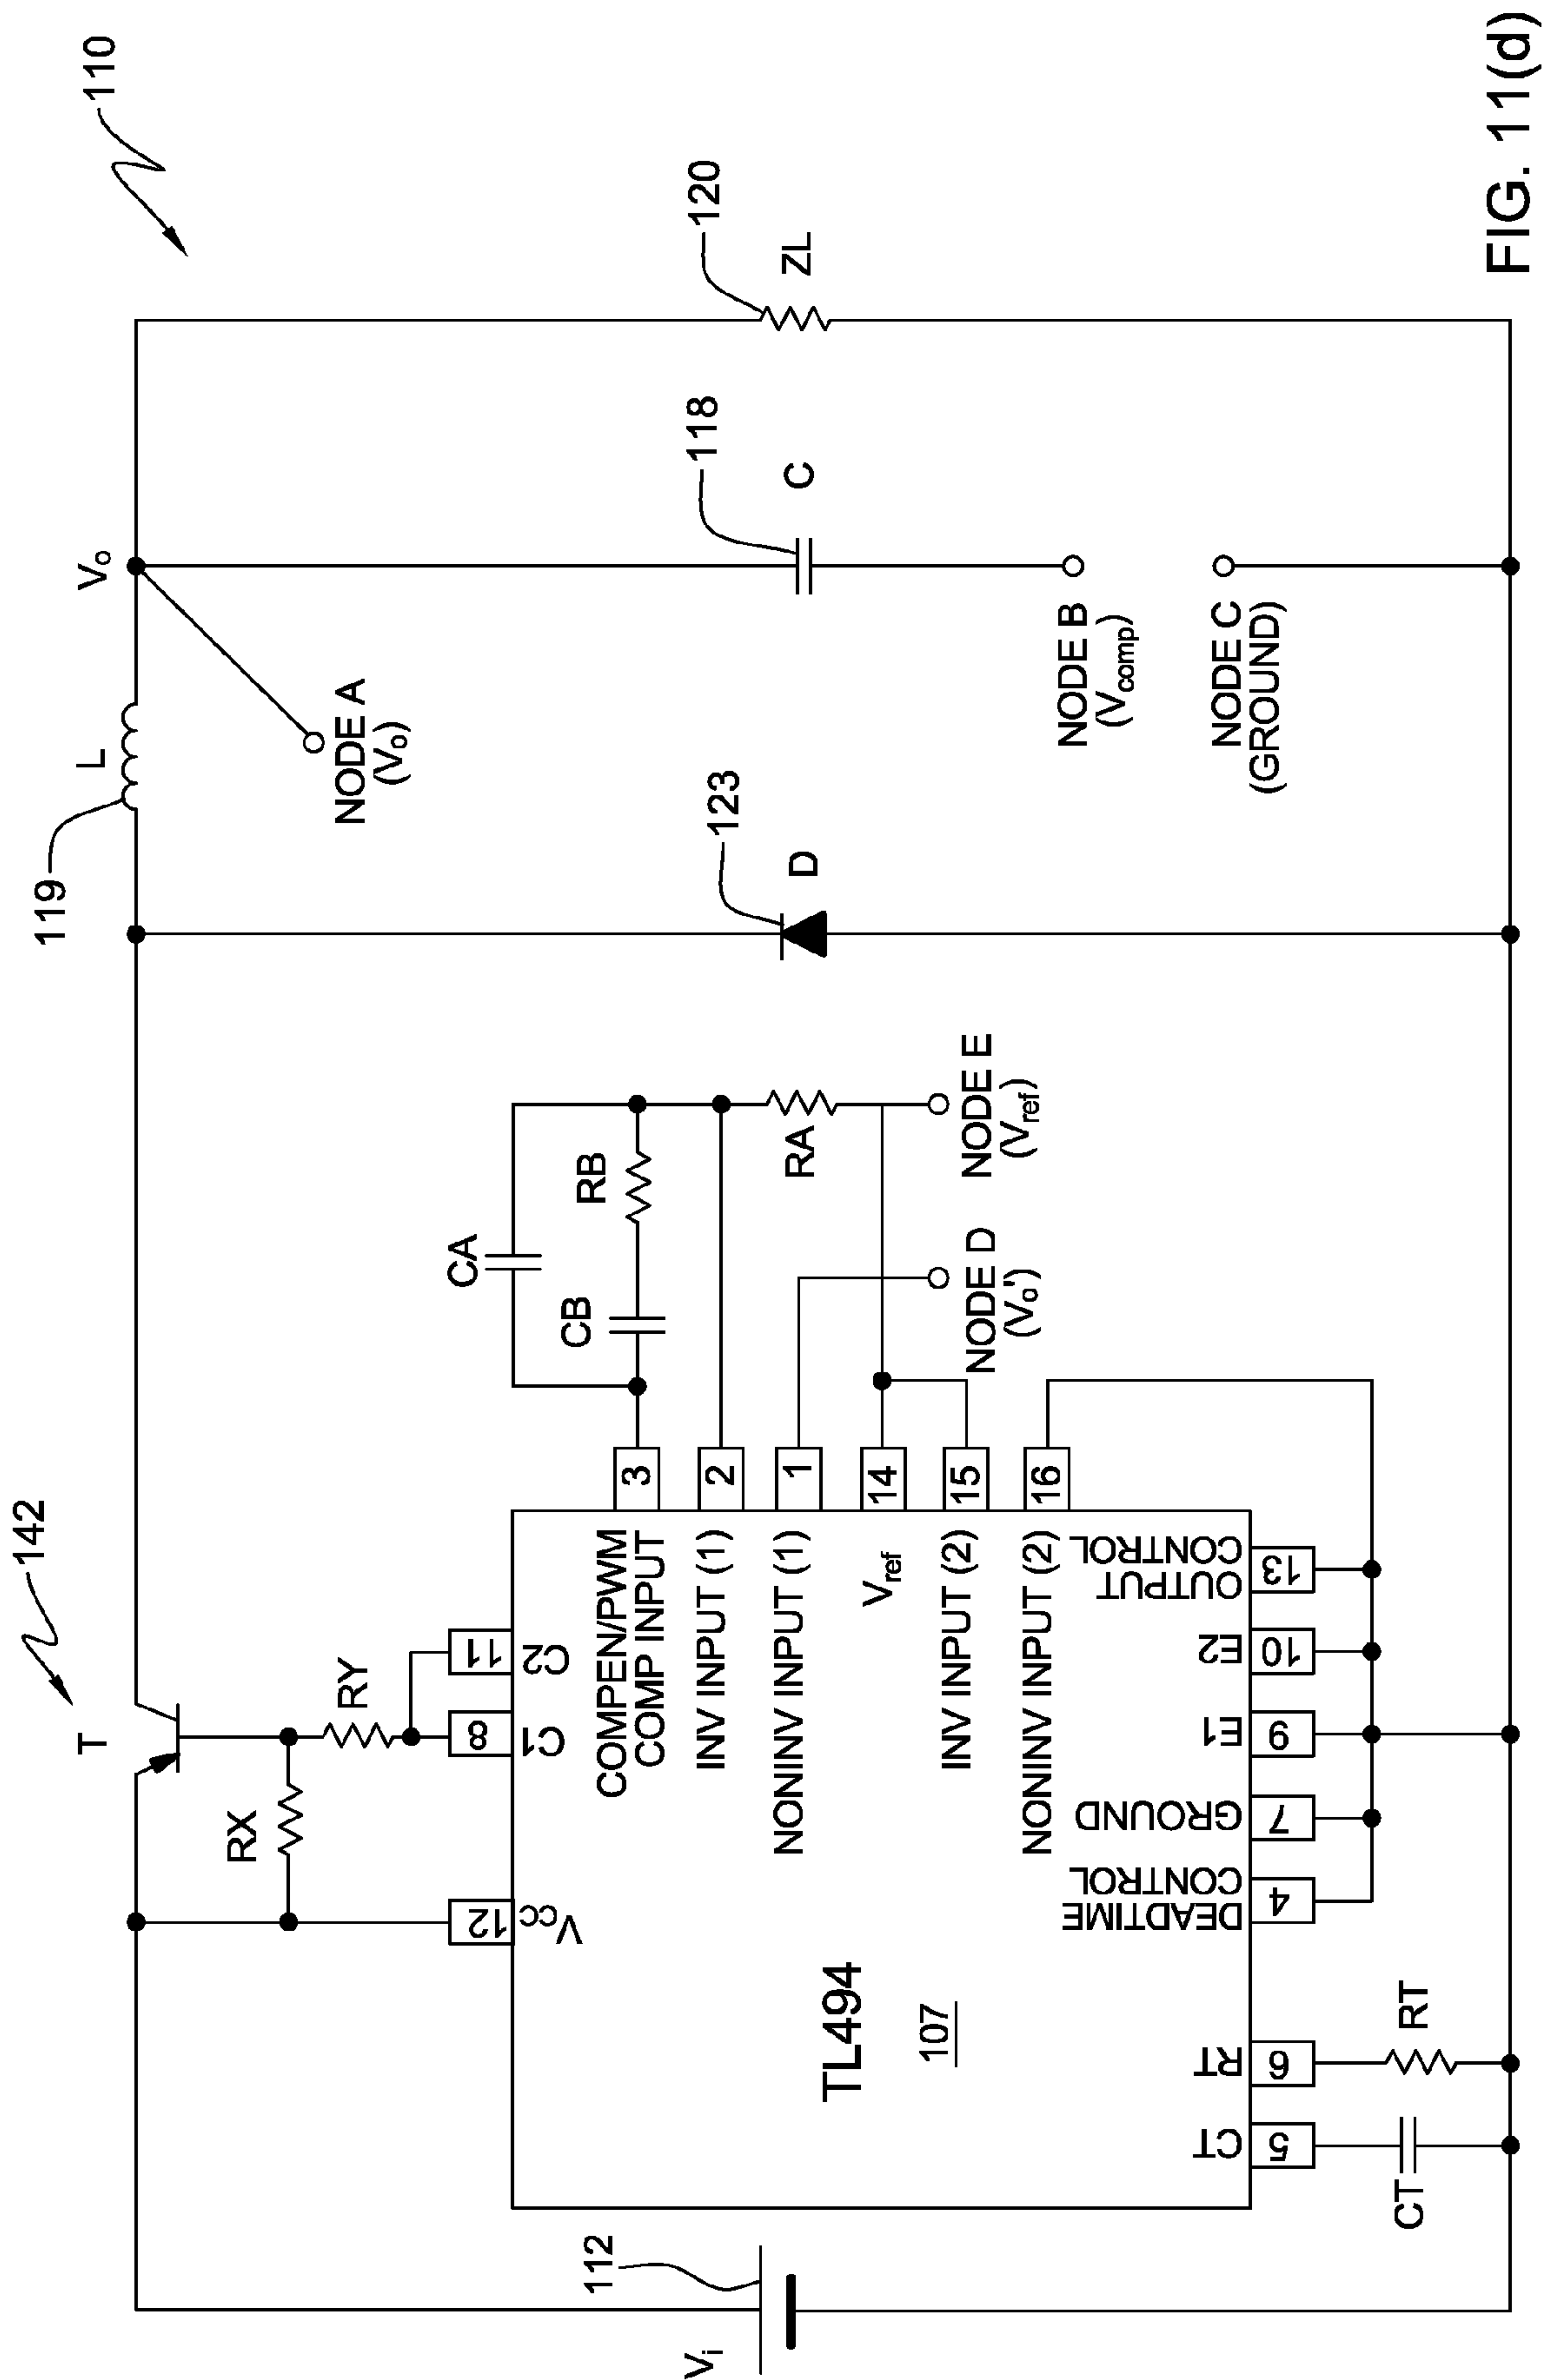 110
142
T
RX
RY
119
L
Vo
NODE A
(Vo)
12
Vcc
8
C1
11
C2
3
COMPEN/PWM
COMP INPUT
2
INV INPUT (1)
1
NONINV INPUT (1)
14
Vref
15
INV INPUT (2)
16
NONINV INPUT (2)
CA
CB
RB
RA
NODE D
(Vo')
NODE E
(Vref)
123
D
118
C
120
ZL
NODE B
(Vcomp)
NODE C
(GROUND)
112
Vi
TL494
107
CT
5
RT
6
DEADTIME
CONTROL
4
GROUND
7
E1
9
E2
10
OUTPUT
CONTROL
13
CT
RT
FIG. 11(d)